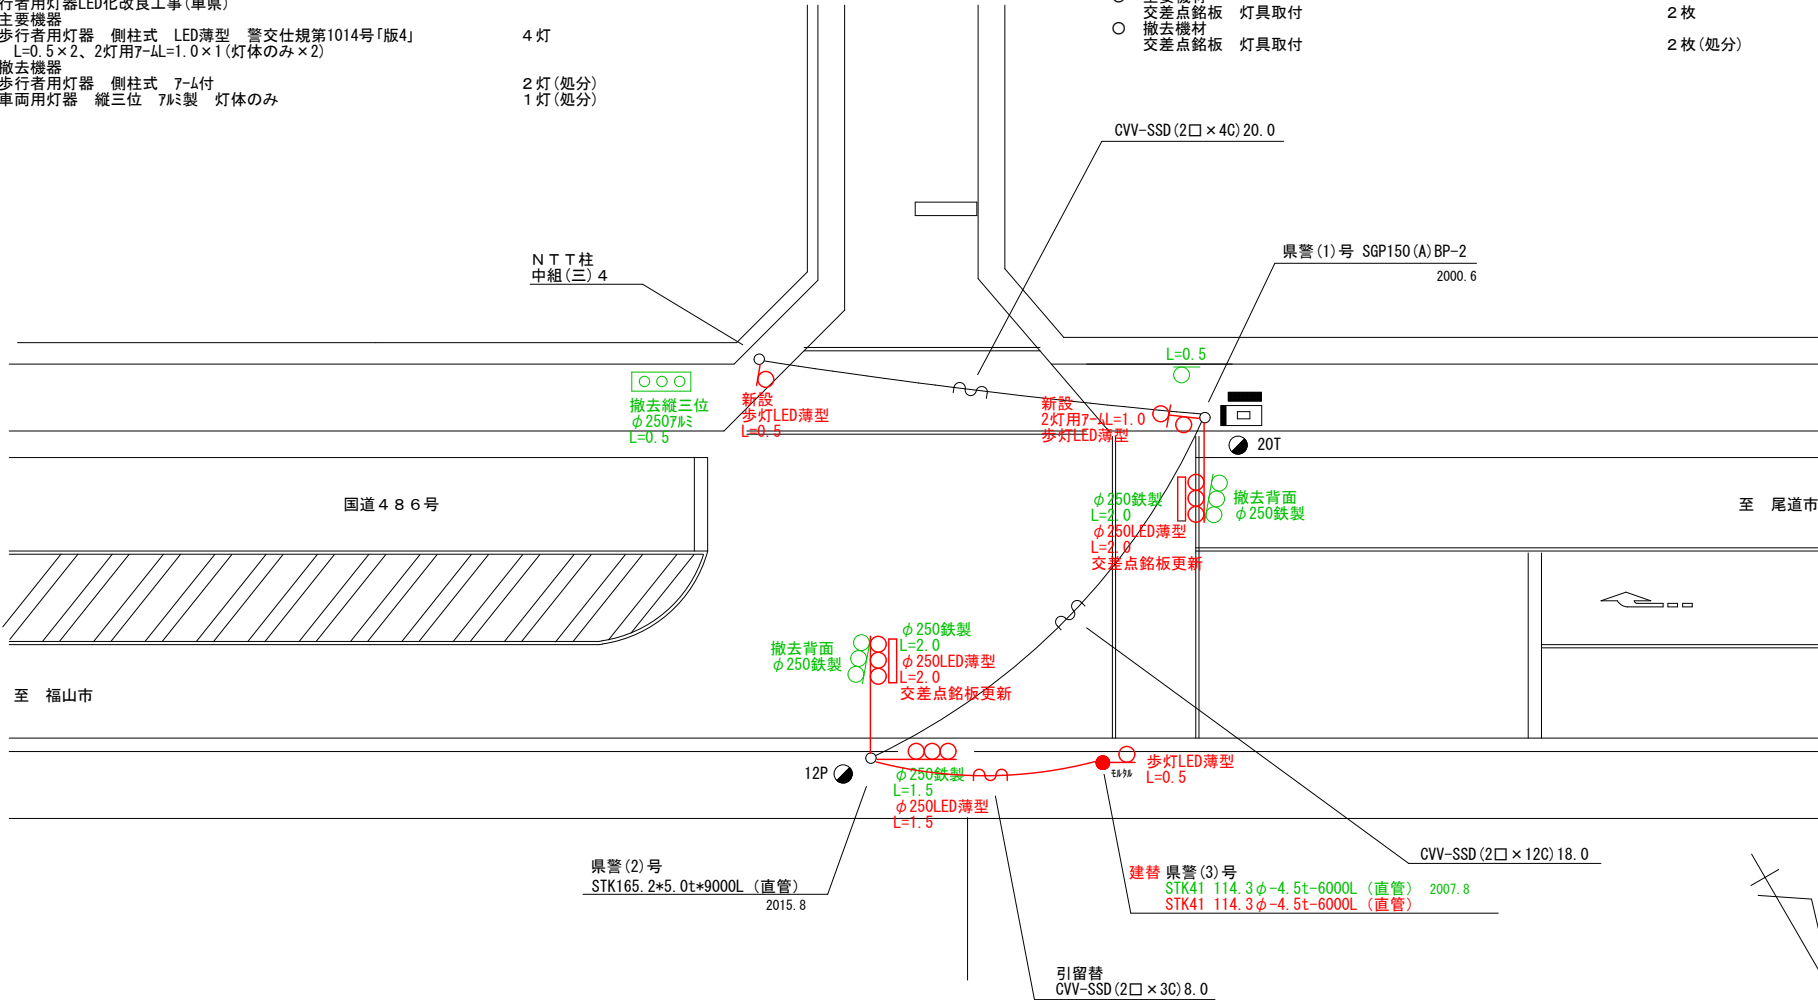 行者用灯器LED化改良工事(単県)
主要機器
歩行者用灯器 側柱式 LED薄型 警交仕規第1014号｢版4｣ 4灯
L=0.5×2、2灯用ｱｰﾑL=1.0×1(灯体のみ×2)
撤去機器
歩行者用灯器 側柱式 ｱｰﾑ付 2灯(処分)
車両用灯器 縦三位 ｱﾙﾐ製 灯体のみ 1灯(処分)
○ 主要機材
交差点銘板 灯具取付 2枚
○ 撤去機材
交差点銘板 灯具取付 2枚(処分)
CVV-SSD(2□×4C)20.0
NTT柱
中組(三)4
県警(1)号 SGP150(A)BP-2
2000.6
L=0.5
撤去縦三位
φ250ｱﾙﾐ
L=0.5
新設
歩灯LED薄型
L=0.5
新設
2灯用ｱｰﾑL=1.0
歩灯LED薄型
20T
国道486号
φ250鉄製
L=2.0
φ250LED薄型
L=2.0
交差点銘板更新
撤去背面
φ250鉄製
至 尾道市
撤去背面
φ250鉄製
φ250鉄製
L=2.0
φ250LED薄型
L=2.0
交差点銘板更新
至 福山市
12P
φ250鉄製
L=1.5
φ250LED薄型
L=1.5
ﾓﾙﾀﾙ
歩灯LED薄型
L=0.5
県警(2)号
STK165.2*5.0t*9000L (直管)
2015.8
CVV-SSD(2□×12C)18.0
建替 県警(3)号
STK41 114.3φ-4.5t-6000L (直管) 2007.8
STK41 114.3φ-4.5t-6000L (直管)
引留替
CVV-SSD(2□×3C)8.0